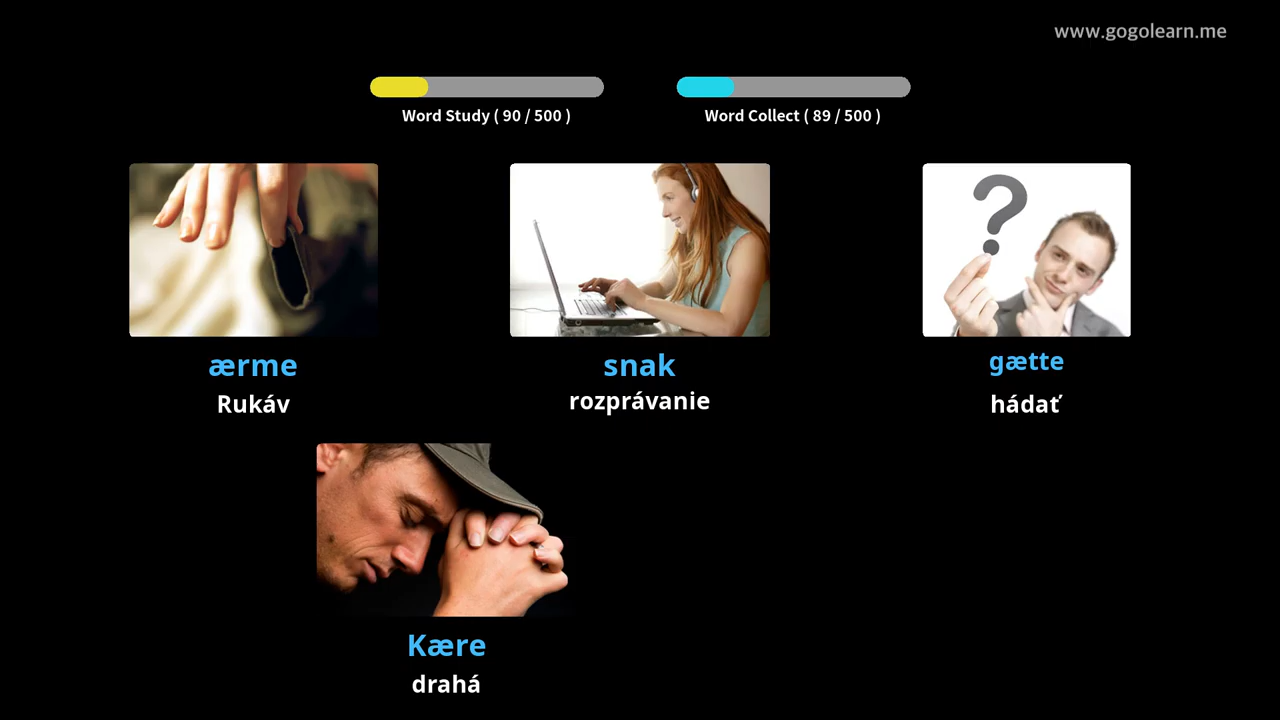 www.gogolearn.me
Word Study ( 90 / 500 )
Word Collect ( 89 / 500 )
ærme
Rukáv
snak
rozprávanie
gætte
hádať
Kære
drahá